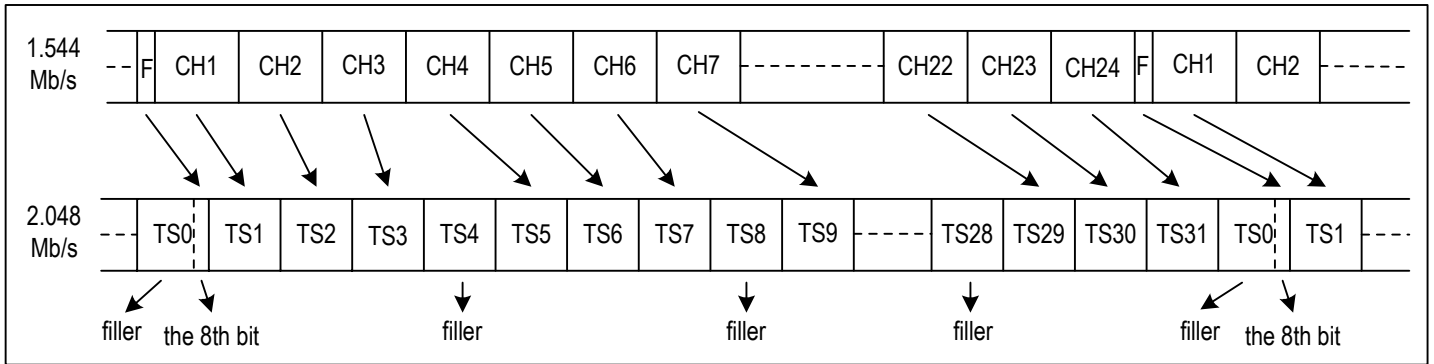 1.544
Mb/s
F CH1 CH2 CH3 CH4 CH5 CH6 CH7 CH22 CH23 CH24 F CH1 CH2
2.048
Mb/s
TS0 TS1 TS2 TS3 TS4 TS5 TS6 TS7 TS8 TS9 TS28 TS29 TS30 TS31 TS0 TS1
filler the 8th bit filler filler filler filler the 8th bit